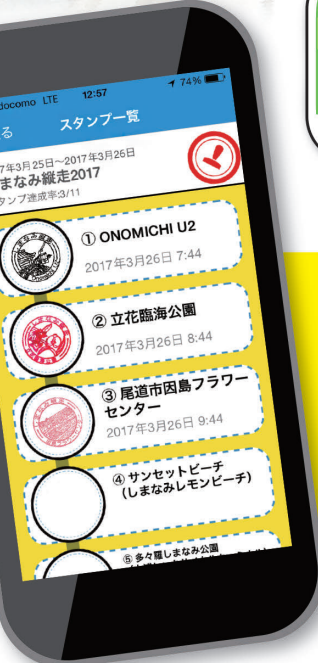 docomo LTE 12:57 74%
る スタンプ一覧
7年3月25日~2017年3月26日
まなみ縦走2017
タンプ達成率:3/11
① ONOMICHI U2
2017年3月26日 7:44
② 立花臨海公園
2017年3月26日 8:44
③ 尾道市因島フラワー
センター
2017年3月26日 9:44
④ サンセットビーチ
(しまなみレモンビーチ)
⑤ 多々羅しまなみ公園